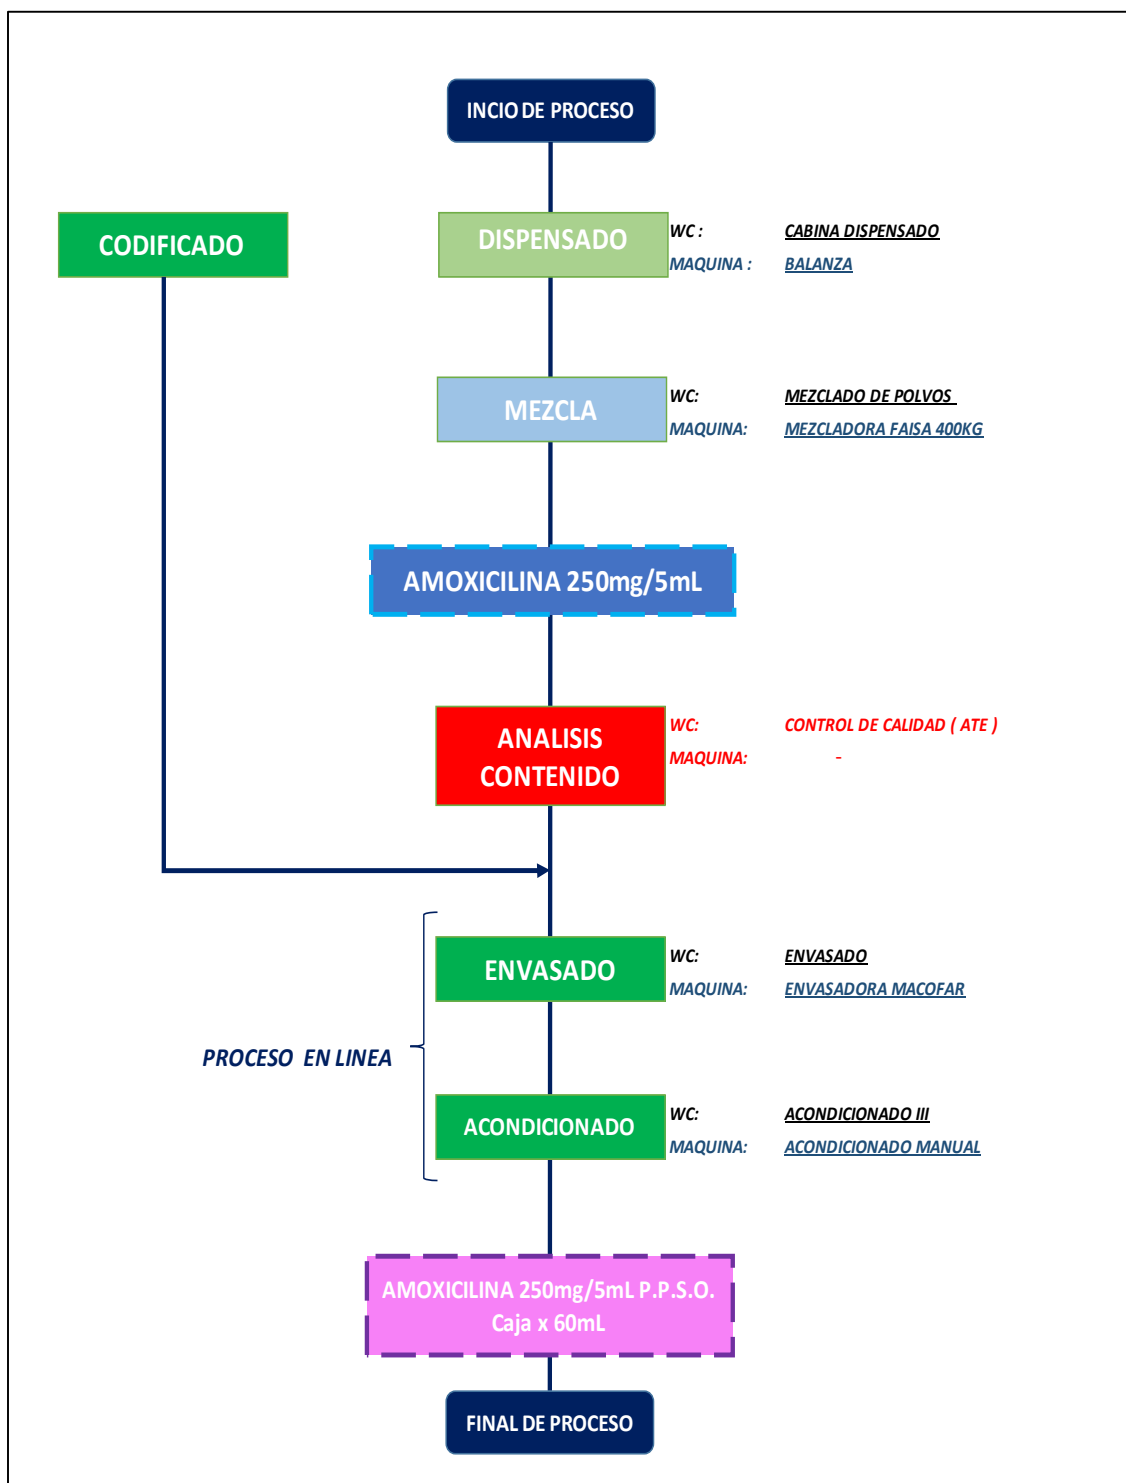 INCIO DE PROCESO
CODIFICADO
DISPENSADO
WC : CABINA DISPENSADO
MAQUINA : BALANZA
MEZCLA
WC: MEZCLADO DE POLVOS
MAQUINA: MEZCLADORA FAISA 400KG
AMOXICILINA 250mg/5mL
ANALISIS
CONTENIDO
WC: CONTROL DE CALIDAD ( ATE )
MAQUINA: -
ENVASADO
WC: ENVASADO
MAQUINA: ENVASADORA MACOFAR
PROCESO EN LINEA
ACONDICIONADO
WC: ACONDICIONADO III
MAQUINA: ACONDICIONADO MANUAL
AMOXICILINA 250mg/5mL P.P.S.O.
Caja x 60mL
FINAL DE PROCESO